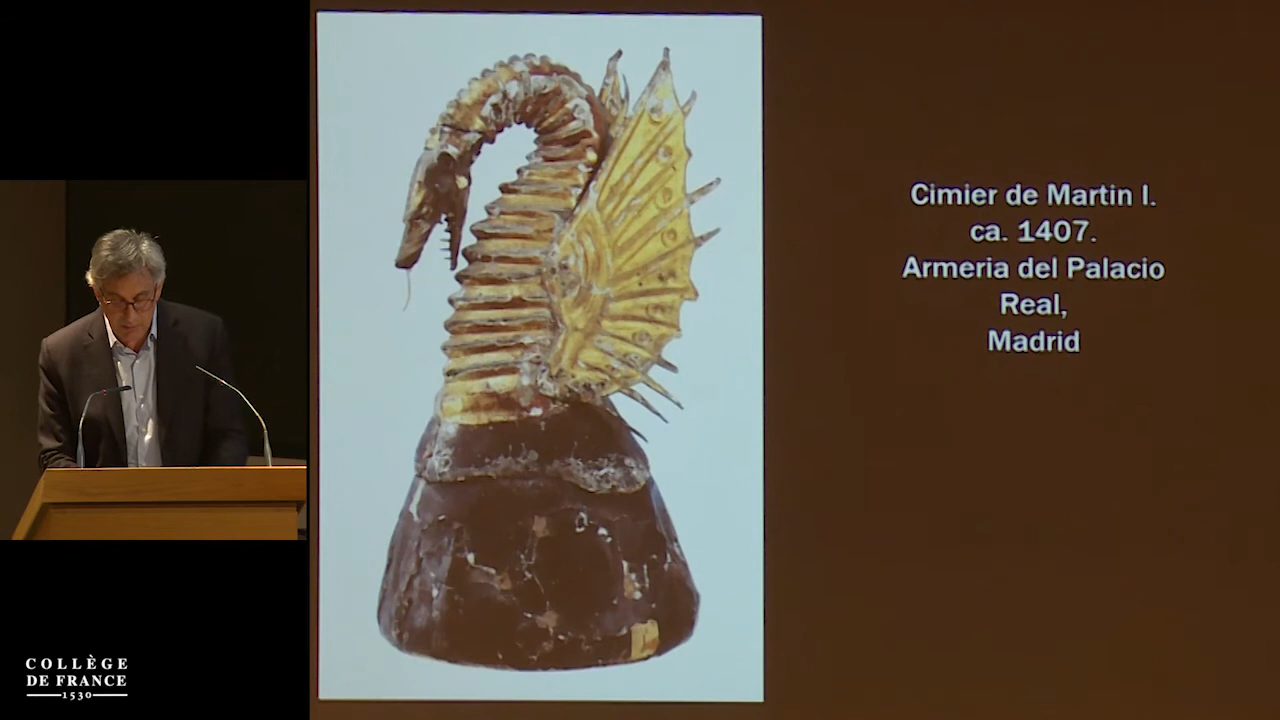 Cimier de Martin I.
ca. 1407.
Armeria del Palacio
Real,
Madrid
COLLÈGE
DE FRANCE
1530